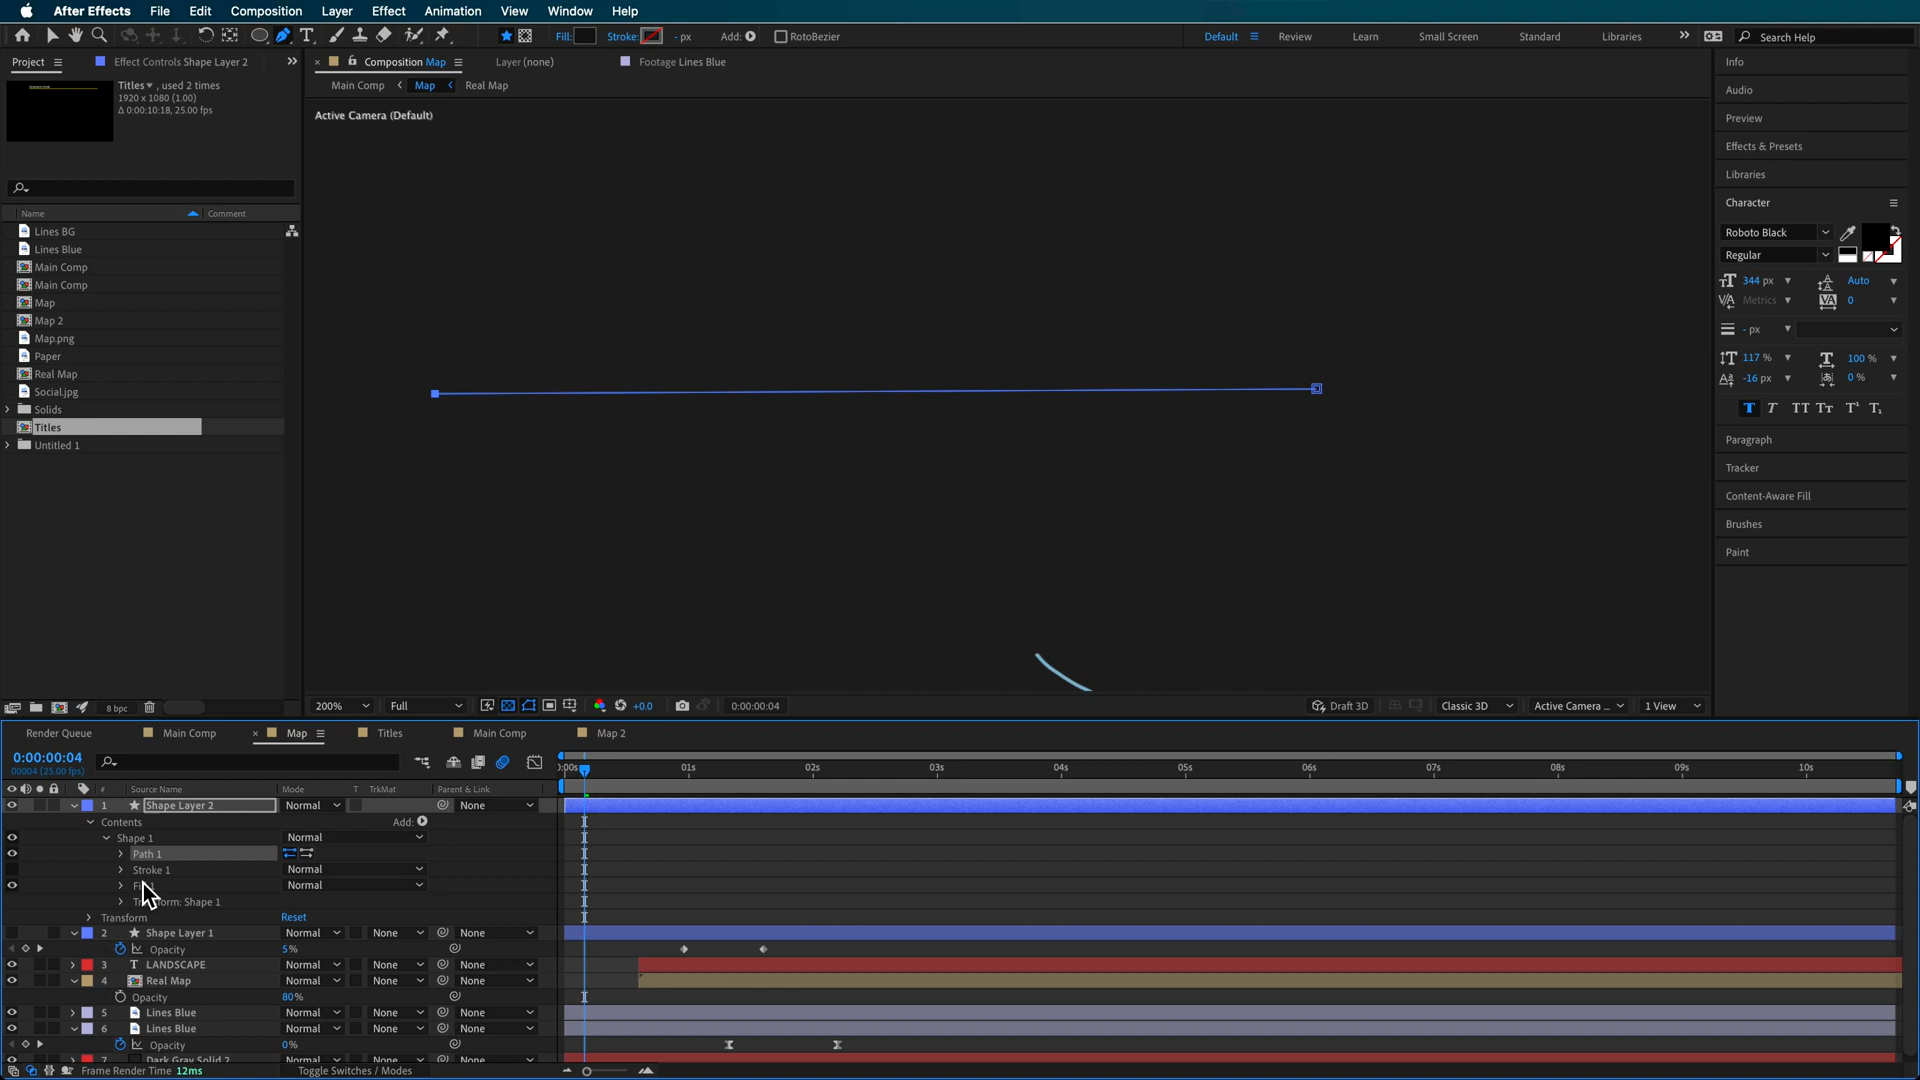 After Effects File Edit Composition Layer Effect Animation View Window Help
Fill: Stroke: - px Add: RotoBezier Default Review Learn Small Screen Standard Libraries Search Help
Project Effect Controls Shape Layer 2
Composition Map Layer (none) Footage Lines Blue
Info
Titles , used 2 times
1920 x 1080 (1.00)
Δ 0:00:10:18, 25.00 fps
Main Comp Map Real Map
Audio
Active Camera (Default)
Preview
Effects & Presets
Libraries
Character
Name Comment
Roboto Black
Regular
Lines BG
Lines Blue
Main Comp
Main Comp
Map
Map 2
Map.png
Paper
Real Map
Social.jpg
Solids
Titles
Untitled 1
344 px Auto
Metrics 0
- px
117 % 100 %
-16 px 0 %
Paragraph
Tracker
Content-Aware Fill
Brushes
Paint
8 bpc
200% Full +0.0 0:00:00:04 Draft 3D Classic 3D Active Camera ... 1 View
Render Queue Main Comp Map Titles Main Comp Map 2
0:00:00:04
00004 (25.00 fps)
:00s 01s 02s 03s 04s 05s 06s 07s 08s 09s 10s
# Source Name Mode T TrkMat Parent & Link
1 Shape Layer 2 Normal None
Contents Add:
Shape 1 Normal
Path 1
Stroke 1 Normal
Normal
Transform Reset
2 Shape Layer 1 Normal None None
Opacity 5%
3 T LANDSCAPE Normal None None
4 Real Map Normal None None
Opacity 80%
5 Lines Blue Normal None None
6 Lines Blue Normal None None
Opacity 0%
7 Dark Gray Solid 2 Normal None None
Frame Render Time 12ms Toggle Switches / Modes